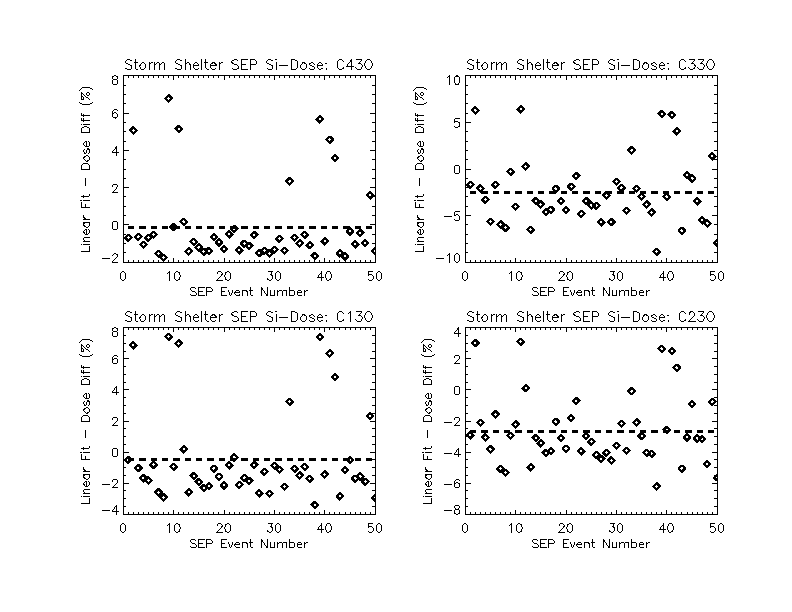 Storm Shelter SEP Si-Dose: C430
Linear Fit - Dose Diff (%)
8
6
4
2
0
-2
0 10 20 30 40 50
SEP Event Number
Storm Shelter SEP Si-Dose: C330
Linear Fit - Dose Diff (%)
10
5
0
-5
-10
0 10 20 30 40 50
SEP Event Number
Storm Shelter SEP Si-Dose: C130
Linear Fit - Dose Diff (%)
8
6
4
2
0
-2
-4
0 10 20 30 40 50
SEP Event Number
Storm Shelter SEP Si-Dose: C230
Linear Fit - Dose Diff (%)
4
2
0
-2
-4
-6
-8
0 10 20 30 40 50
SEP Event Number